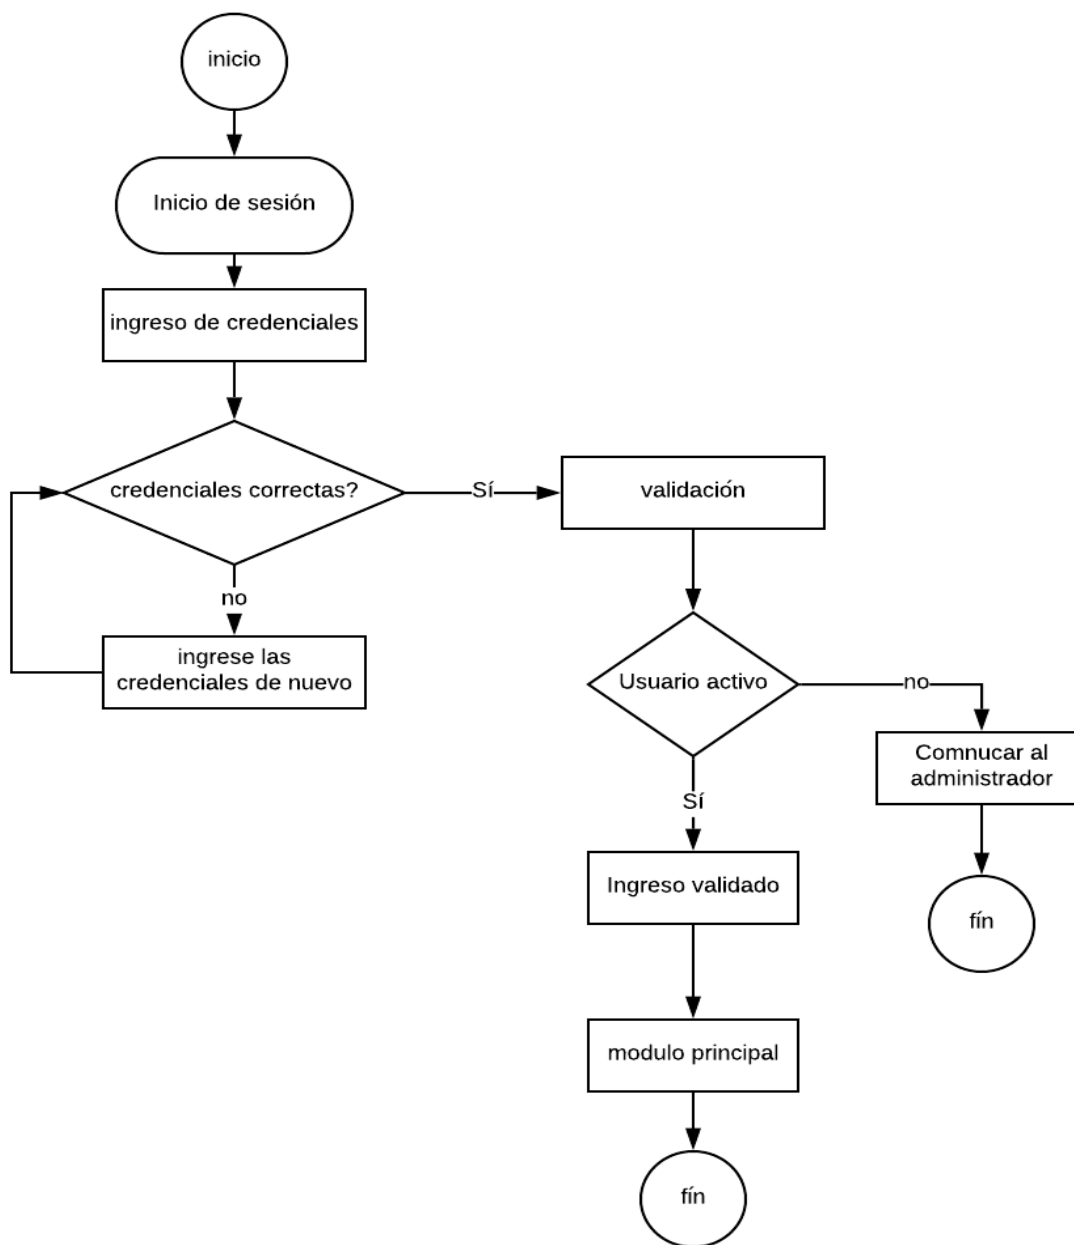 inicio
Inicio de sesión
ingreso de credenciales
credenciales correctas?
Sí
validación
no
ingrese las
credenciales de nuevo
Usuario activo
no
Comnucar al
administrador
Sí
Ingreso validado
fín
modulo principal
fín